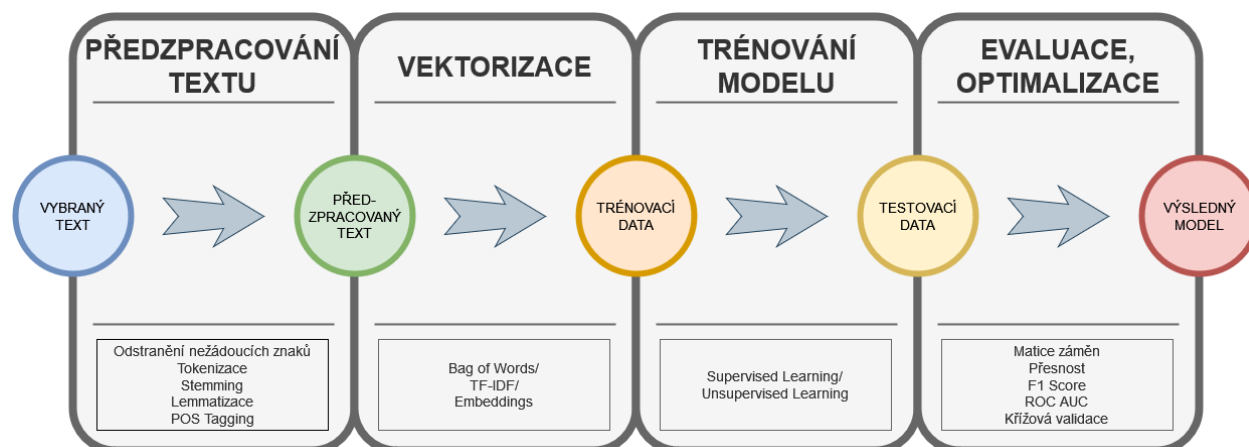 PŘEDZPRACOVÁNÍ
TEXTU
VEKTORIZACE
TRÉNOVÁNÍ
MODELU
EVALUACE,
OPTIMALIZACE
VYBRANÝ
TEXT
PŘED-
ZPRACOVANÝ
TEXT
TRÉNOVACÍ
DATA
TESTOVACÍ
DATA
VÝSLEDNÝ
MODEL
Odstranění nežádoucích znaků
Tokenizace
Stemming
Lemmatizace
POS Tagging
Bag of Words/
TF-IDF/
Embeddings
Supervised Learning/
Unsupervised Learning
Matice záměn
Přesnost
F1 Score
ROC AUC
Křížová validace